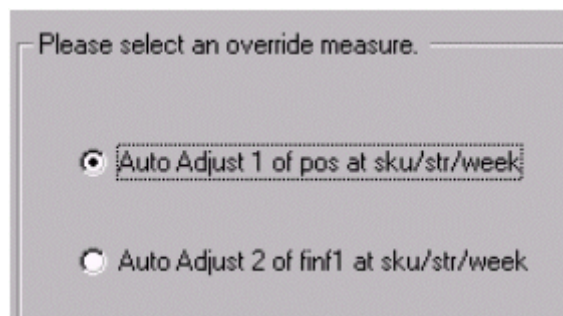 Please select an override measure.
Auto Adjust 1 of pos at sku/str/week
Auto Adjust 2 of finf1 at sku/str/week